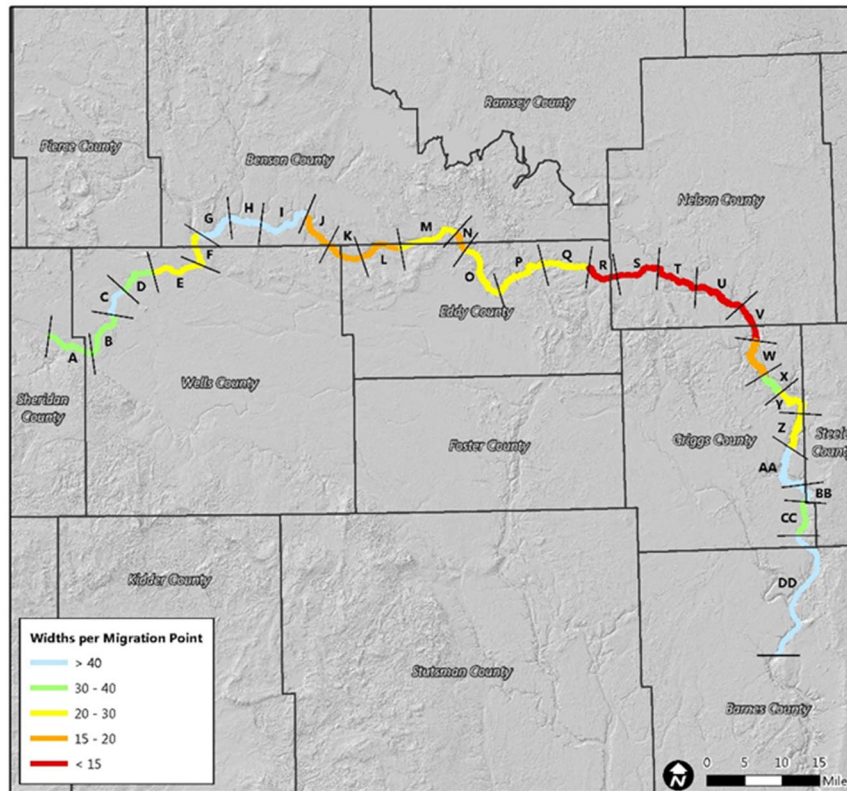 Ramsey County
Pierce County
Benson County
Nelson County
G
H
I
J
K
L
M
N
F
E
D
C
B
A
O
P
Q
R
S
T
U
V
Eddy County
Wells County
Sheridan
County
W
X
Y
Z
Foster County
Griggs County
AA
BB
CC
DD
Kidder County
Stutsman County
Barnes County
Widths per Migration Point
> 40
30 - 40
20 - 30
15 - 20
< 15
N
0 5 10 15
Mile